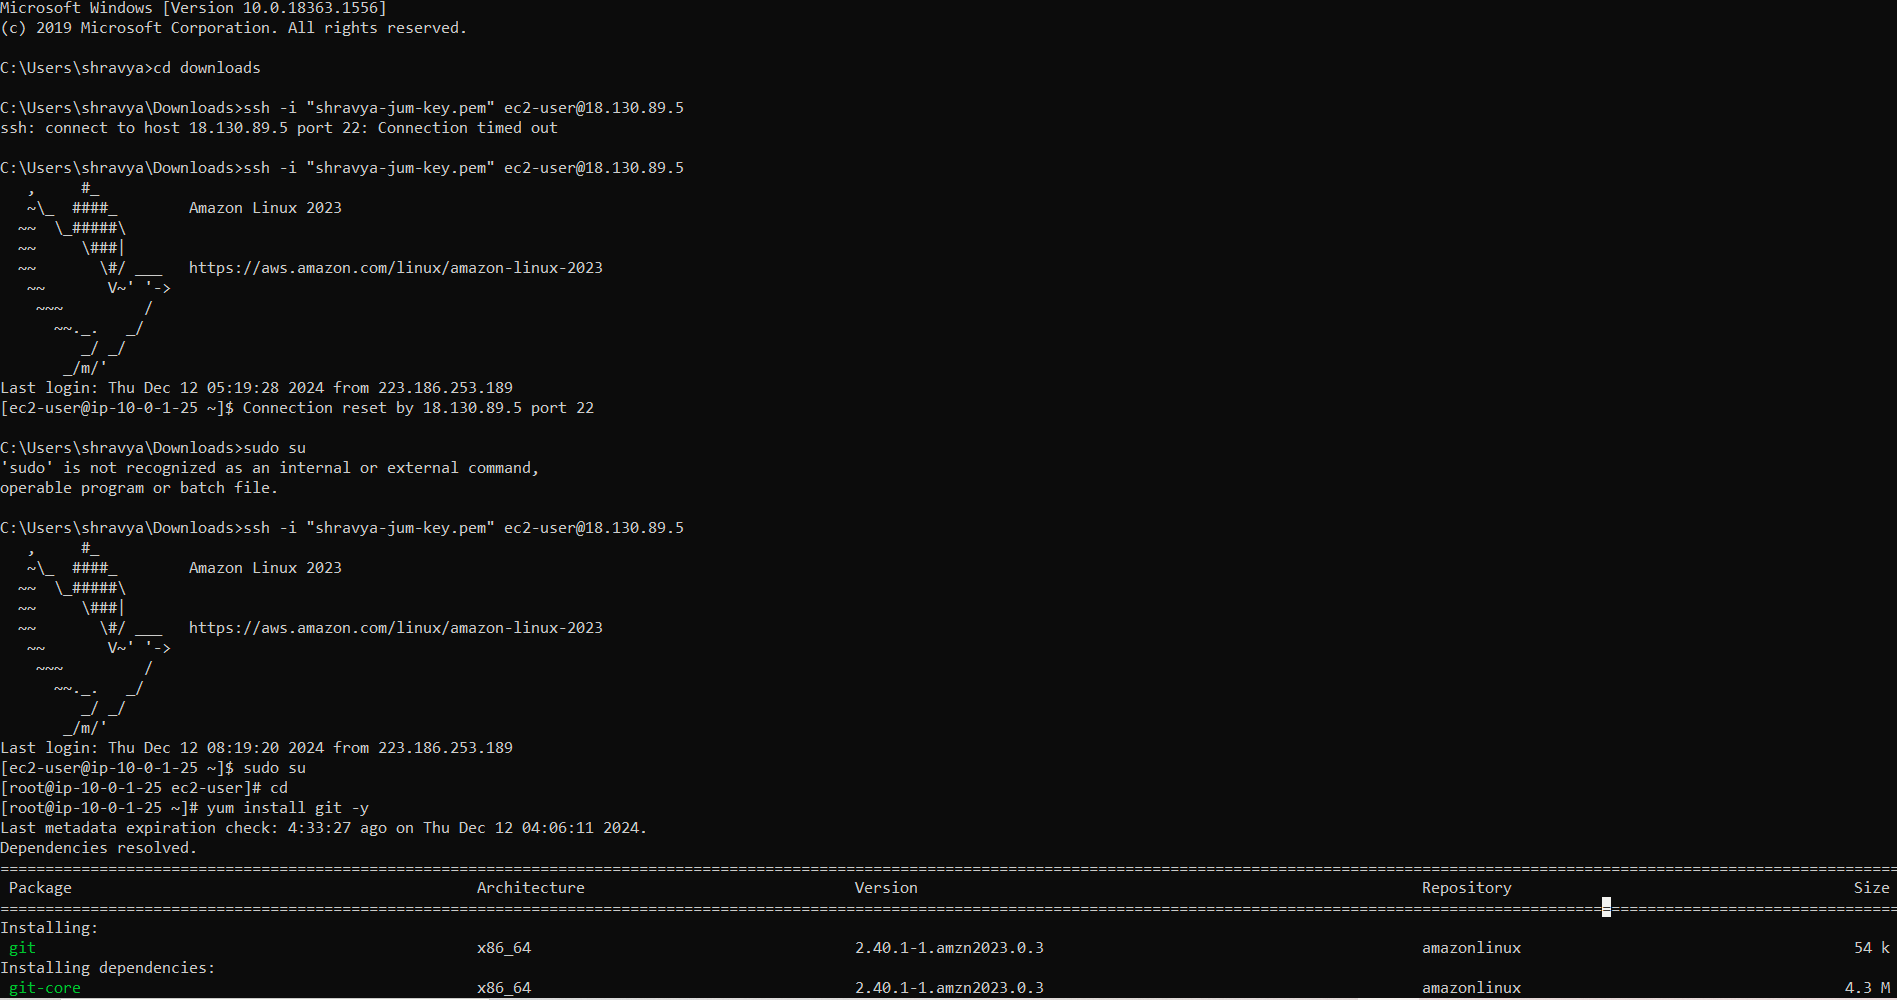 Microsoft Windows [Version 10.0.18363.1556]
(c) 2019 Microsoft Corporation. All rights reserved.

C:\Users\shravya>cd downloads

C:\Users\shravya\Downloads>ssh -i "shravya-jum-key.pem" ec2-user@18.130.89.5
ssh: connect to host 18.130.89.5 port 22: Connection timed out

C:\Users\shravya\Downloads>ssh -i "shravya-jum-key.pem" ec2-user@18.130.89.5
   ,     #_
   ~\_  ####_        Amazon Linux 2023
  ~~  \_#####\
  ~~     \###|
  ~~       \#/ ___   https://aws.amazon.com/linux/amazon-linux-2023
   ~~       V~' '->
    ~~~         /
      ~~._.   _/
         _/ _/
       _/m/'
Last login: Thu Dec 12 05:19:28 2024 from 223.186.253.189
[ec2-user@ip-10-0-1-25 ~]$ Connection reset by 18.130.89.5 port 22

C:\Users\shravya\Downloads>sudo su
'sudo' is not recognized as an internal or external command,
operable program or batch file.

C:\Users\shravya\Downloads>ssh -i "shravya-jum-key.pem" ec2-user@18.130.89.5
   ,     #_
   ~\_  ####_        Amazon Linux 2023
  ~~  \_#####\
  ~~     \###|
  ~~       \#/ ___   https://aws.amazon.com/linux/amazon-linux-2023
   ~~       V~' '->
    ~~~         /
      ~~._.   _/
         _/ _/
       _/m/'
Last login: Thu Dec 12 08:19:20 2024 from 223.186.253.189
[ec2-user@ip-10-0-1-25 ~]$ sudo su
[root@ip-10-0-1-25 ec2-user]# cd
[root@ip-10-0-1-25 ~]# yum install git -y
Last metadata expiration check: 4:33:27 ago on Thu Dec 12 04:06:11 2024.
Dependencies resolved.
 Package Architecture Version Repository Size
Installing:
 git x86_64 2.40.1-1.amzn2023.0.3 amazonlinux 54 k
Installing dependencies:
 git-core x86_64 2.40.1-1.amzn2023.0.3 amazonlinux 4.3 M